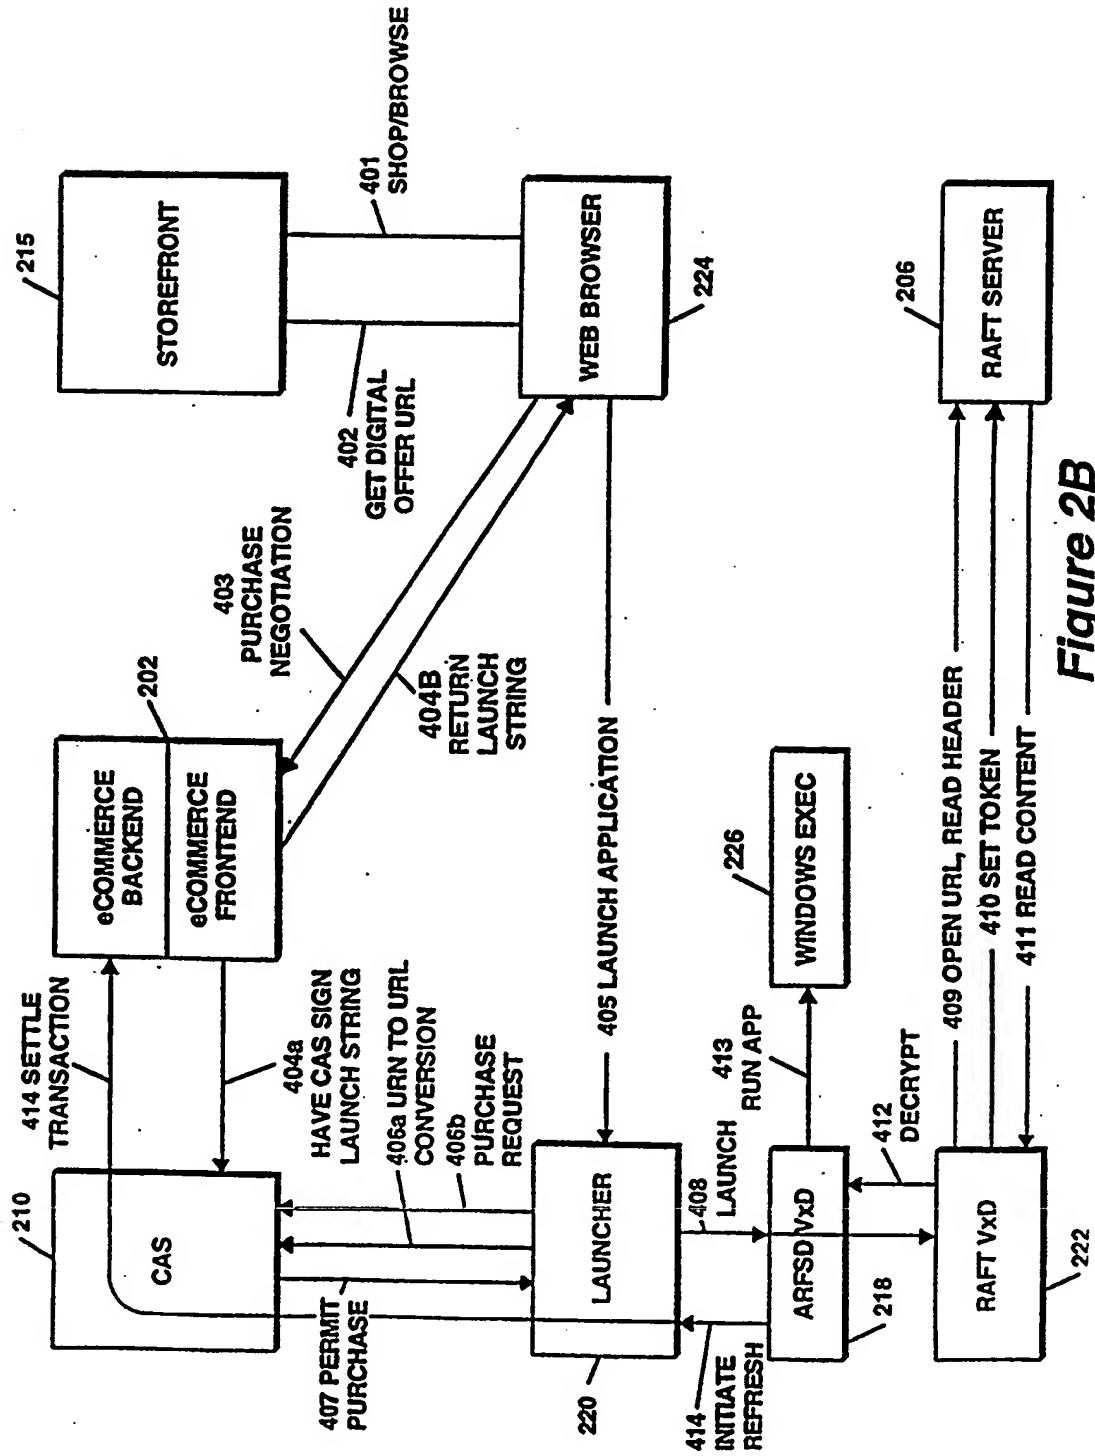 215
STOREFRONT
401
SHOP/BROWSE
402
GET DIGITAL
OFFER URL
WEB BROWSER
224
403
PURCHASE
NEGOTIATION
404B
RETURN
LAUNCH
STRING
202
eCOMMERCE
BACKEND
eCOMMERCE
FRONTEND
414 SETTLE
TRANSACTION
404a
HAVE CAS SIGN
LAUNCH STRING
210
CAS
406a URN TO URL
CONVERSION
406b
PURCHASE
REQUEST
407 PERMIT
PURCHASE
405 LAUNCH APPLICATION
LAUNCHER
220
408
LAUNCH
414
INITIATE
REFRESH
413
RUN APP
226
WINDOWS EXEC
ARFSD VxD
218
412
DECRYPT
RAFT VxD
222
409 OPEN URL, READ HEADER
410 SET TOKEN
411 READ CONTENT
206
RAFT SERVER
Figure 2B